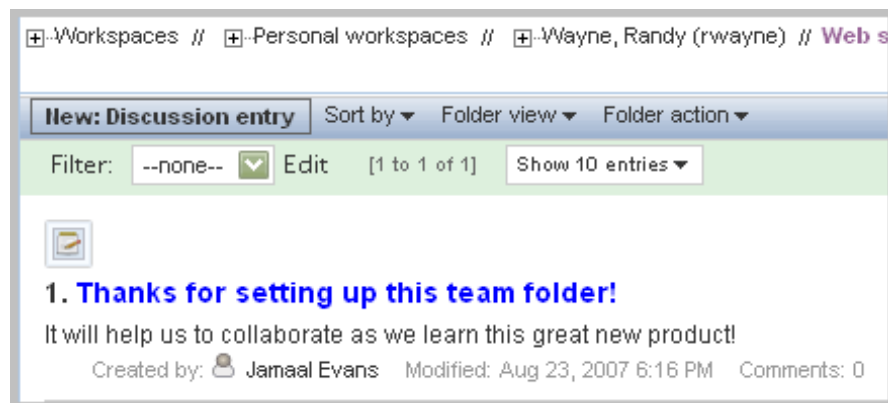 Workspaces // Personal workspaces // Wayne, Randy (rwayne) // Web s
New: Discussion entry Sort by Folder view Folder action
Filter: --none-- Edit [1 to 1 of 1] Show 10 entries
1. Thanks for setting up this team folder!
It will help us to collaborate as we learn this great new product!
Created by: Jamaal Evans Modified: Aug 23, 2007 6:16 PM Comments: 0